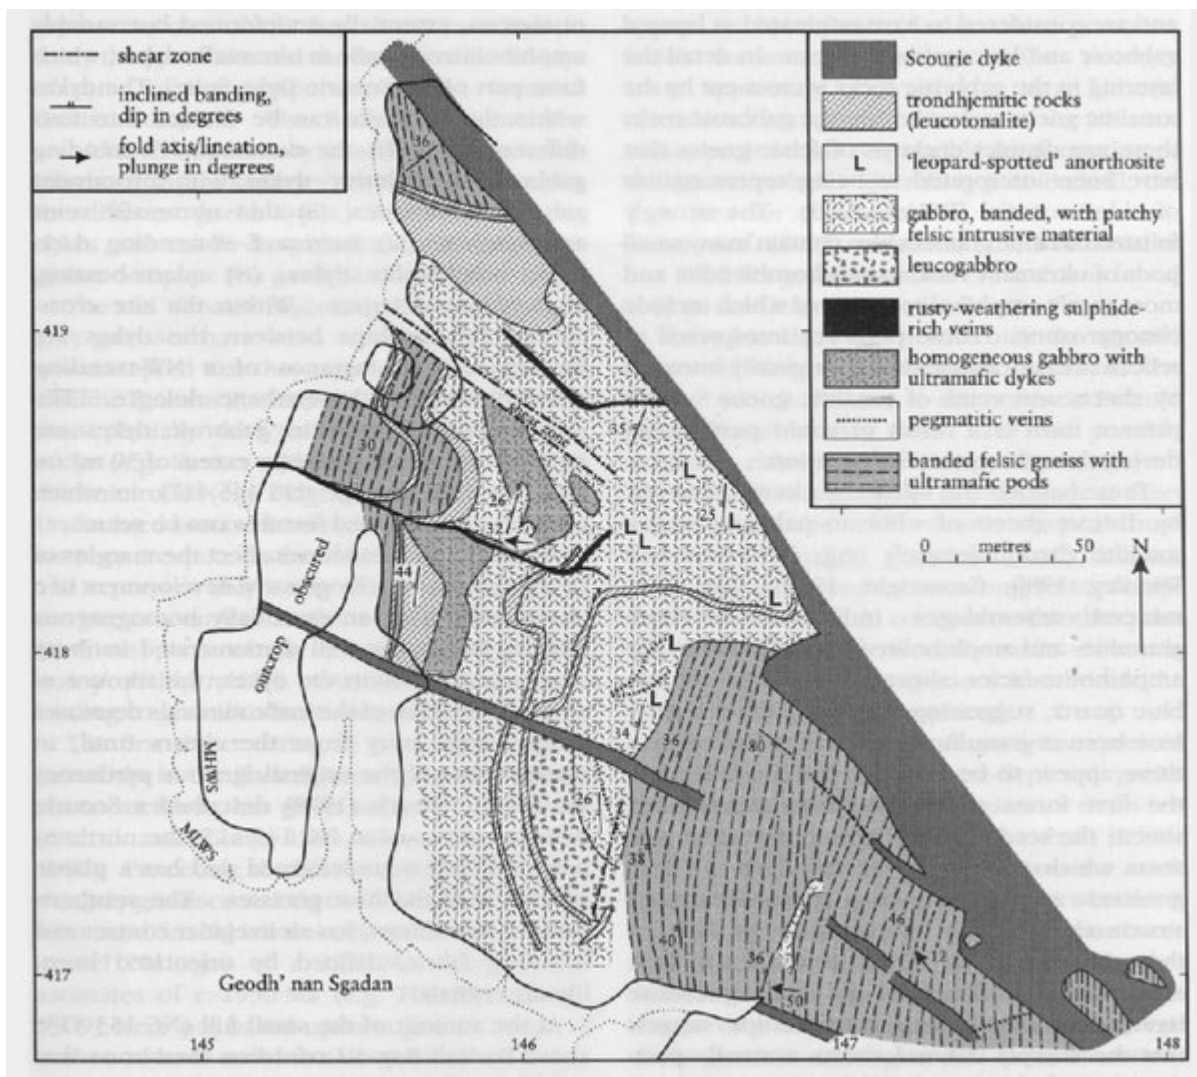 shear zone
inclined banding,
dip in degrees
fold axis/lineation,
plunge in degrees
Scourie dyke
trondhjemitic rocks
(leucotonalite)
L
'leopard-spotted' anorthosite
gabbro, banded, with patchy
felsic intrusive material
leucogabbro
rusty-weathering sulphide-
rich veins
homogeneous gabbro with
ultramafic dykes
pegmatitic veins
banded felsic gneiss with
ultramafic pods
0 metres 50
N
36
419
35
30
L
25
L
L
L
44
obscured
outcrop
L
418
L
L
34
36
80
MHWS
MLWS
38
40
46
12
36
50
417
Geodh' nan Sgadan
145
146
147
148